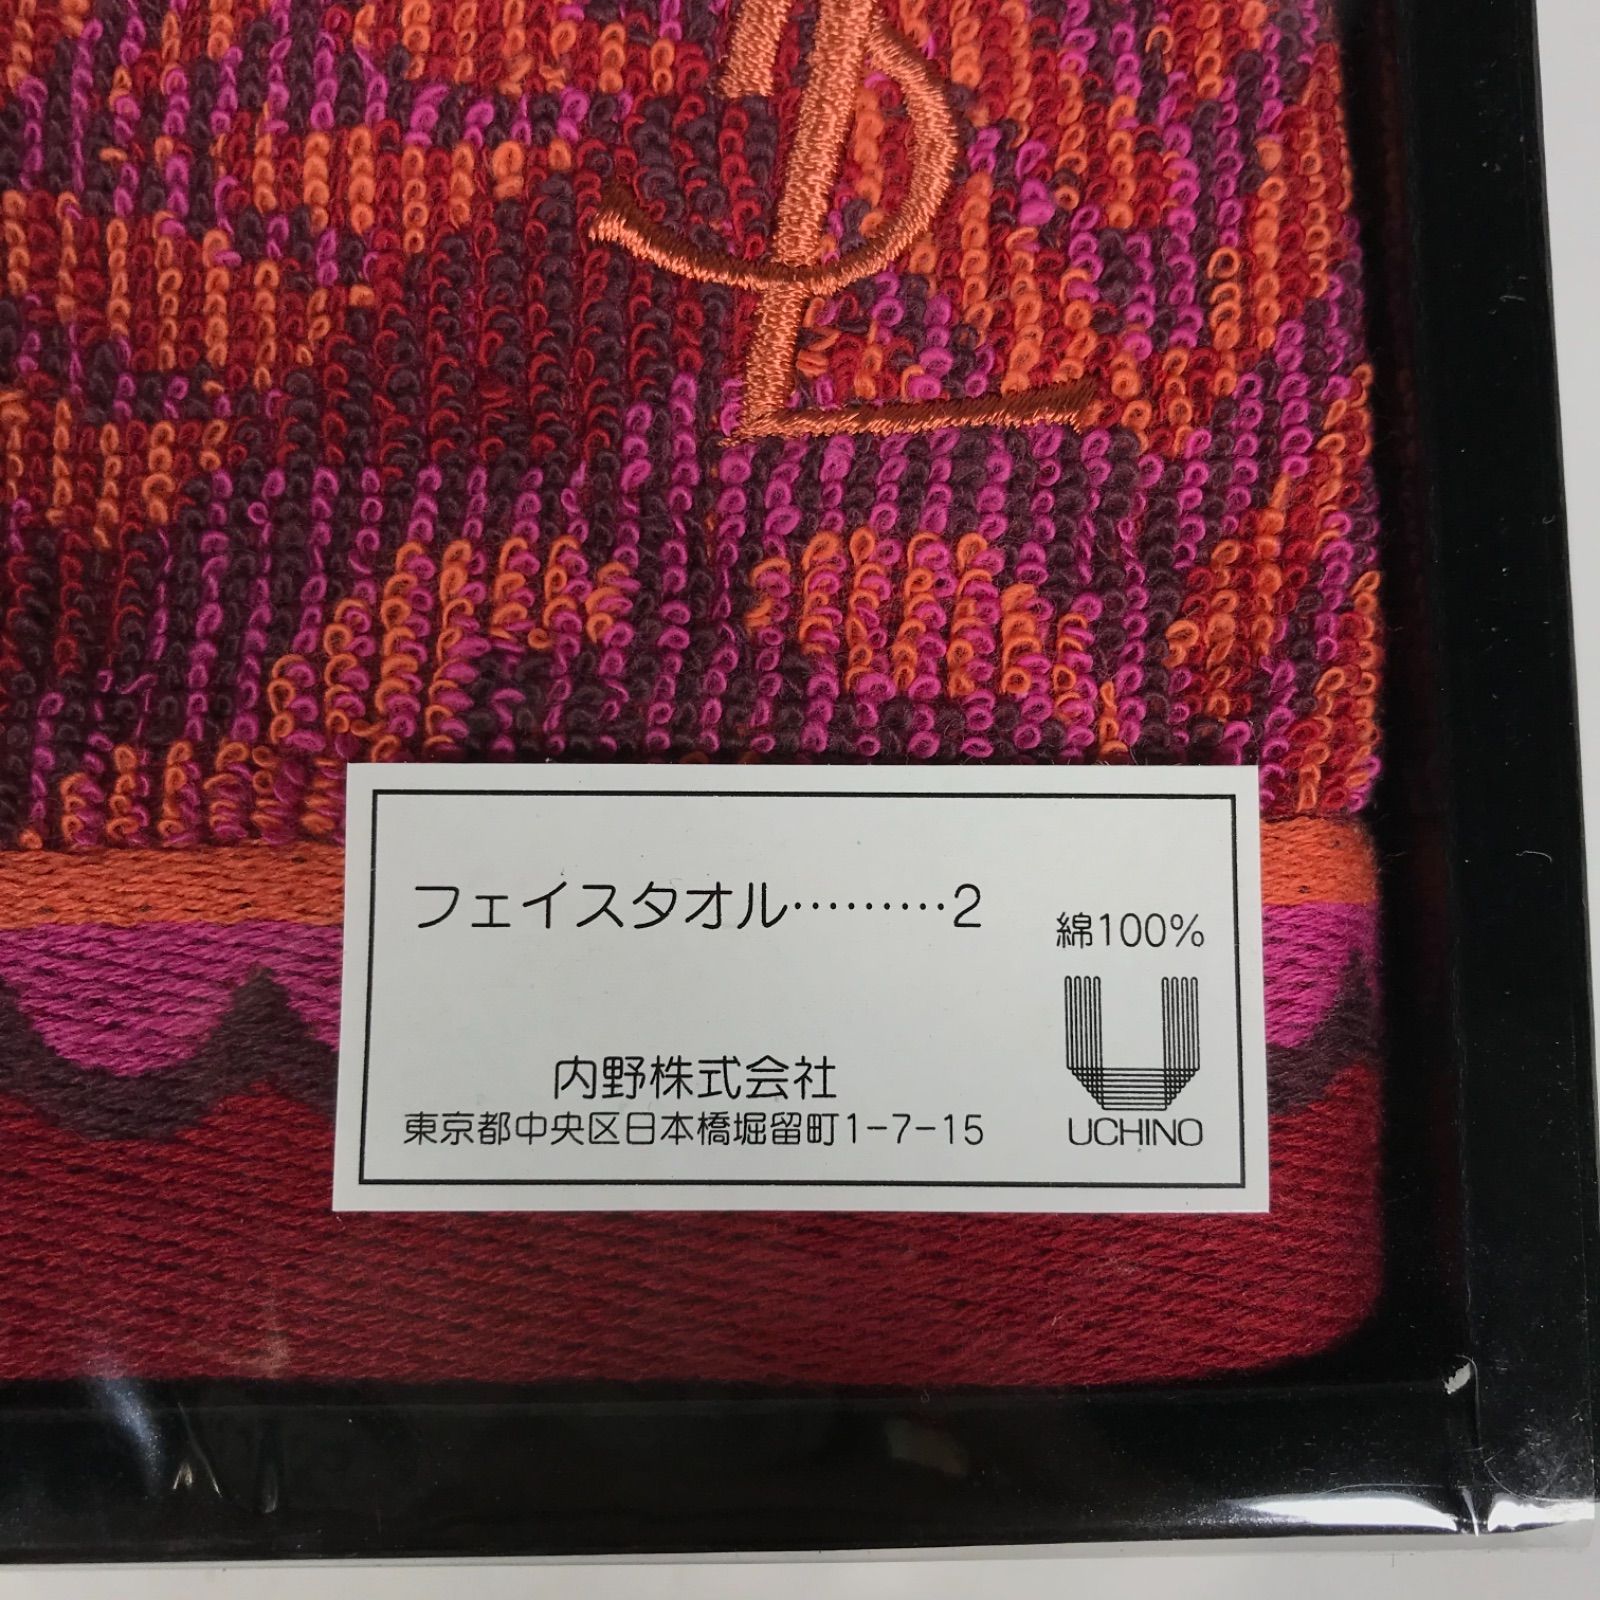 フェイスタオル………2
綿100%
内野株式会社
東京都中央区日本橋堀留町1-7-15
UCHINO